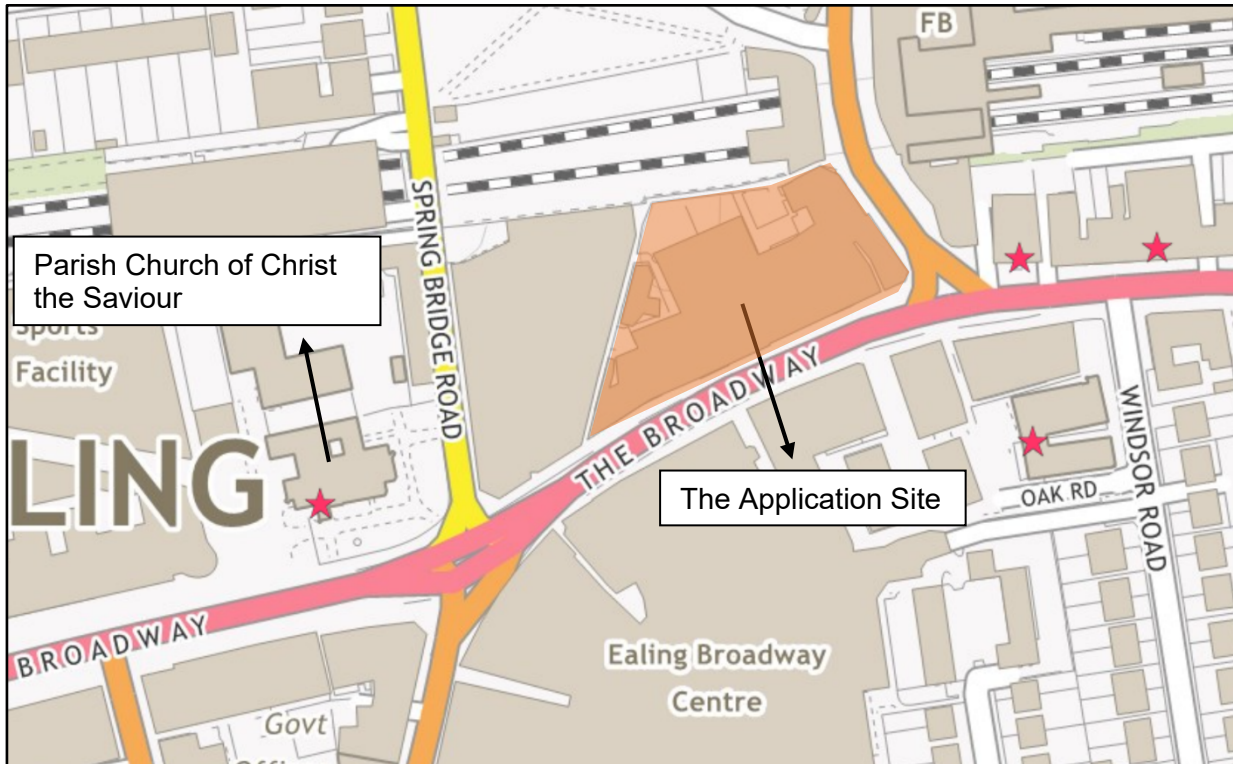 FB
SPRING BRIDGE ROAD
Parish Church of Christ
the Saviour
Sports
Facility
LING
THE BROADWAY
The Application Site
WINDSOR ROAD
OAK RD
BROADWAY
Ealing Broadway
Centre
Govt